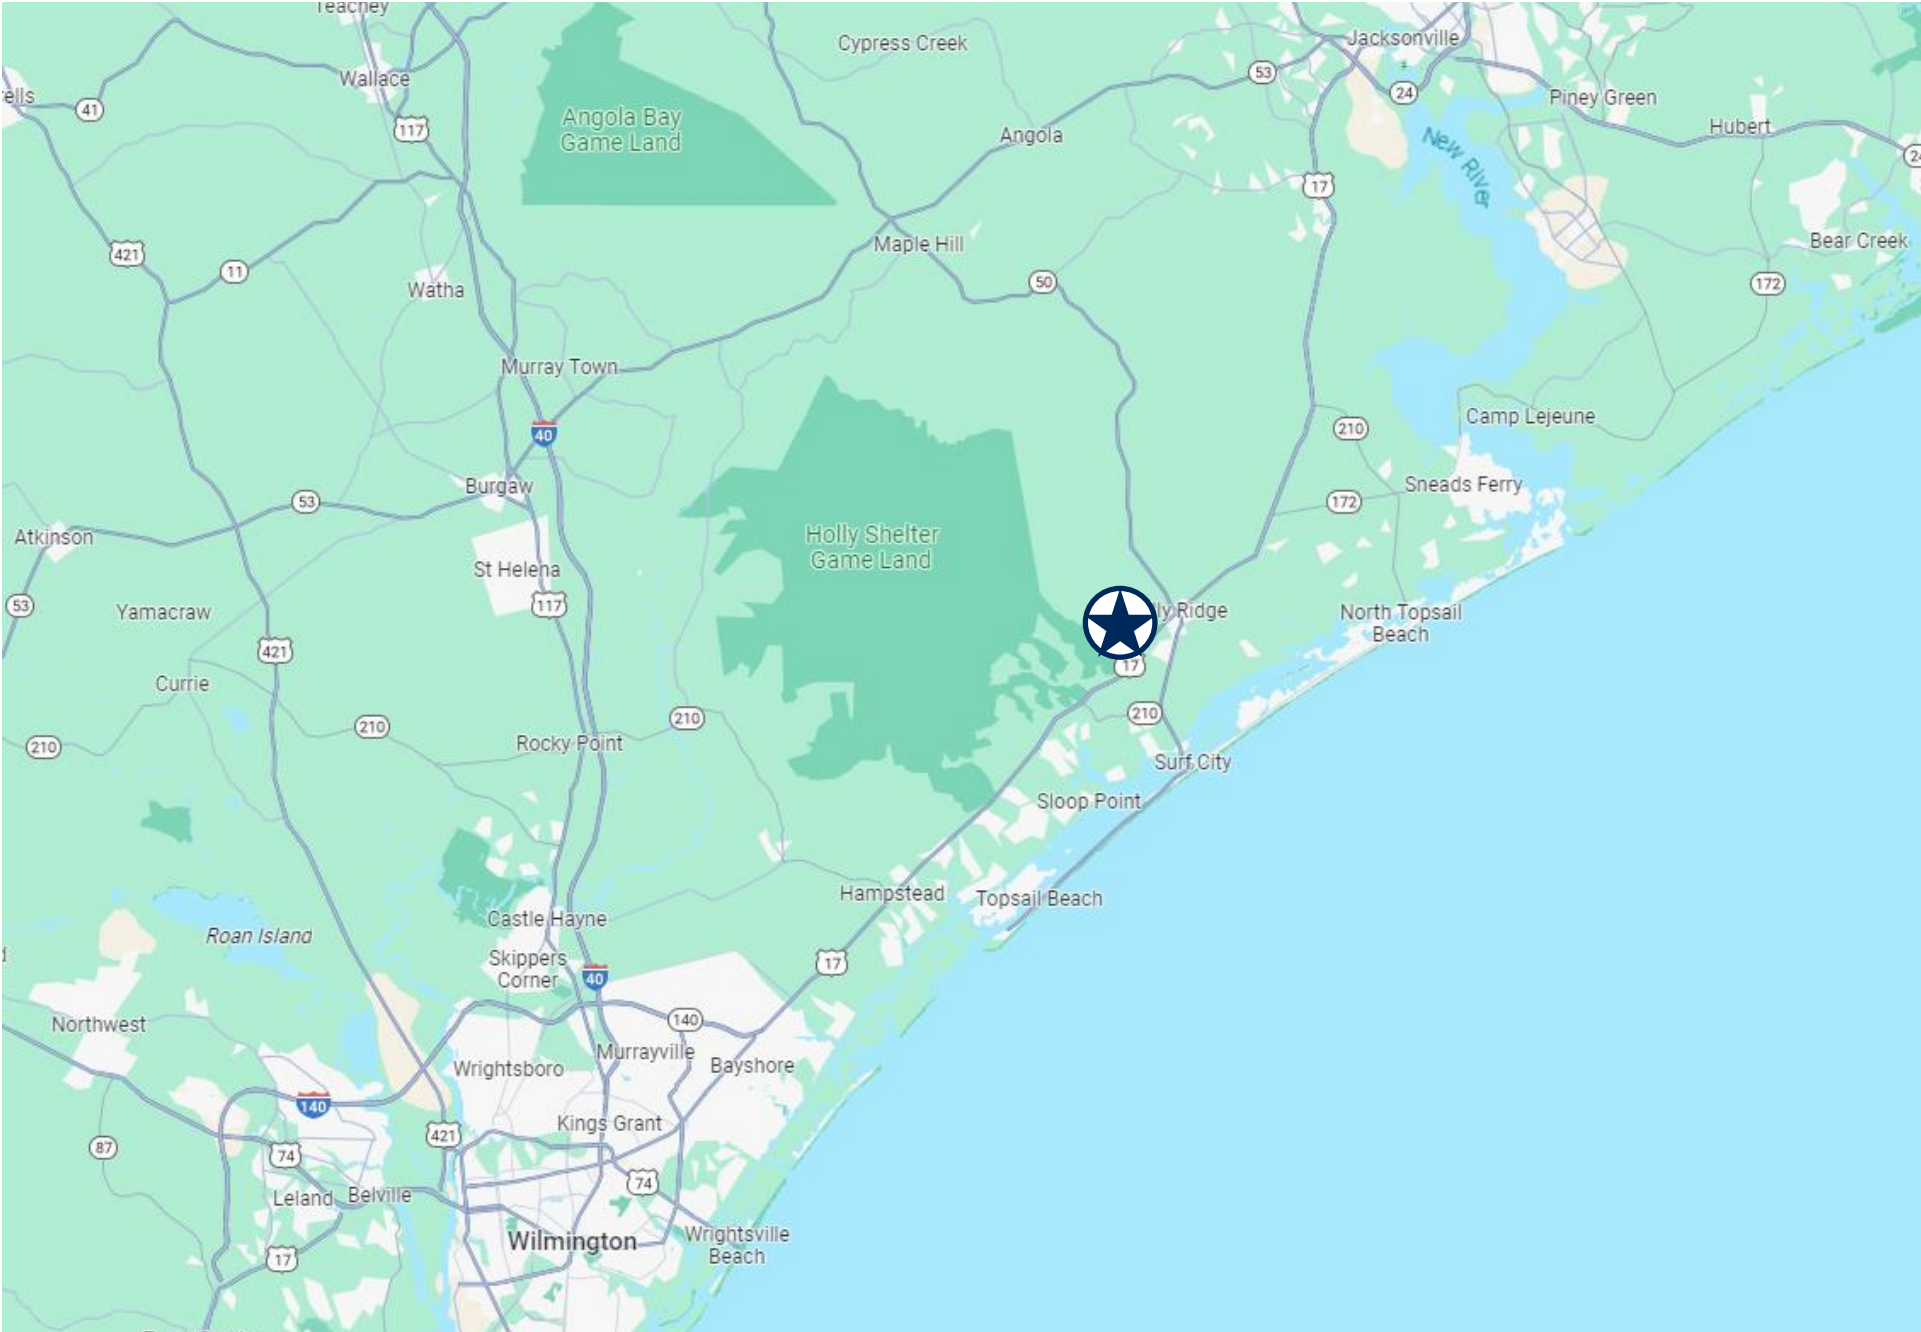 Teachey
Cypress Creek
Jacksonville
Wallace
53
24
ells
41
Piney Green
117
Angola Bay
Game Land
Angola
Hubert
New River
24
17
421
Maple Hill
Bear Creek
11
50
172
Watha
Murray Town
40
210
Camp Lejeune
Burgaw
53
172
Sneads Ferry
Atkinson
Holly Shelter
Game Land
St Helena
53
Yamacraw
117
lly Ridge
North Topsail
Beach
421
17
Currie
210
210
210
210
Rocky Point
Surf City
Sloop Point
Hampstead
Topsail Beach
Castle Hayne
Roan Island
Skippers
Corner
40
17
Northwest
140
Murrayville
Wrightsboro
Bayshore
140
Kings Grant
421
87
74
74
Leland
Belville
Wilmington
Wrightsville
Beach
17